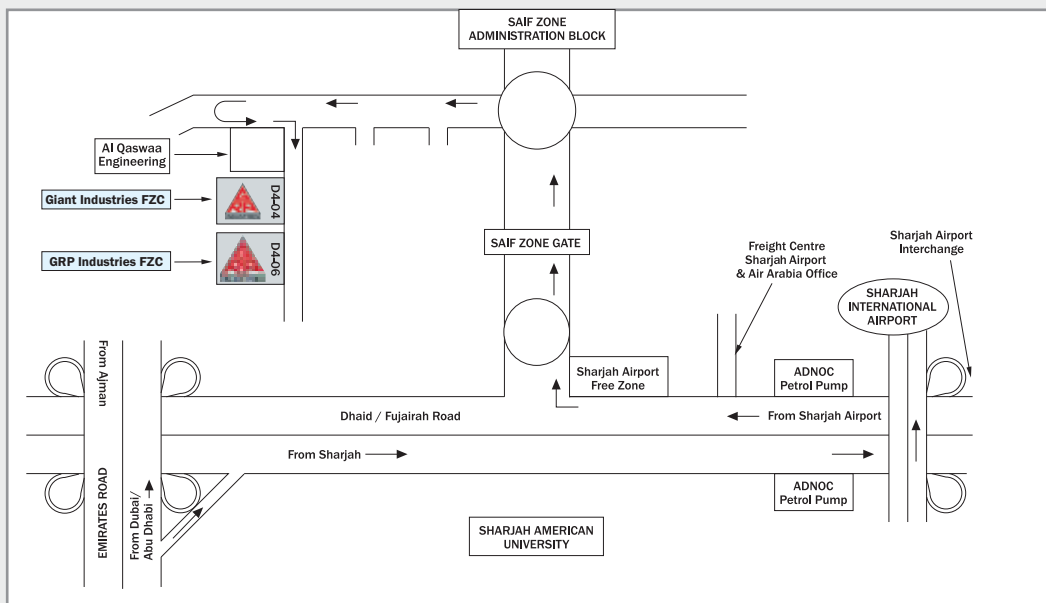 SAIF ZONE
ADMINISTRATION BLOCK
Al Qaswaa
Engineering
Giant Industries FZC
D4-04
GRP Industries FZC
D4-06
SAIF ZONE GATE
Freight Centre
Sharjah Airport
& Air Arabia Office
Sharjah Airport
Interchange
SHARJAH
INTERNATIONAL
AIRPORT
From Ajman
Sharjah Airport
Free Zone
ADNOC
Petrol Pump
Dhaid / Fujairah Road
From Sharjah Airport
From Sharjah
EMIRATES ROAD
From Dubai/
Abu Dhabi
ADNOC
Petrol Pump
SHARJAH AMERICAN
UNIVERSITY